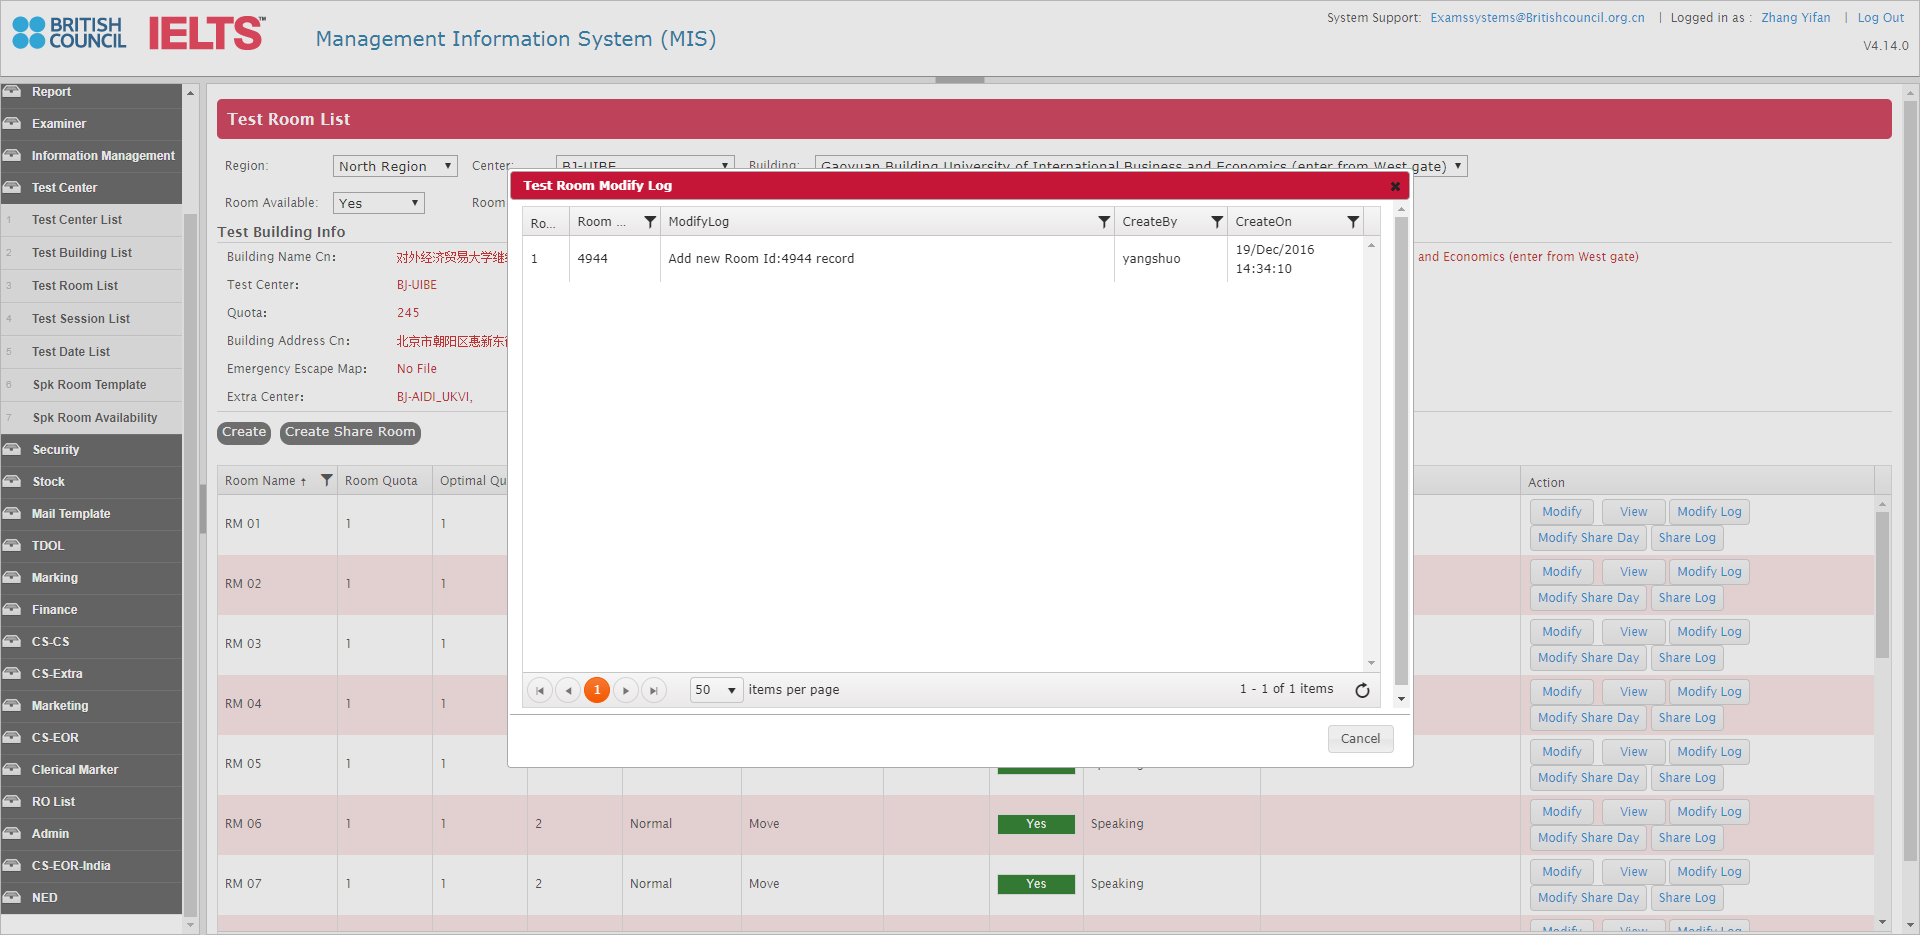 BRITISH COUNCIL IELTS™
Management Information System (MIS)
System Support: Examssystems@Britishcouncil.org.cn | Logged in as : Zhang Yifan | Log Out
V4.14.0
Report
Examiner
Information Management
Test Center
1 Test Center List
2 Test Building List
3 Test Room List
4 Test Session List
5 Test Date List
6 Spk Room Template
7 Spk Room Availability
Security
Stock
Mail Template
TDOL
Marking
Finance
CS-CS
CS-Extra
Marketing
CS-EOR
Clerical Marker
RO List
Admin
CS-EOR-India
NED
Test Room List
Region: North Region Center: BJ-UIBE Building: Gaoyuan Building University of International Business and Economics (enter from West gate)
Room Available: Yes Room
Test Building Info
Building Name Cn: 对外经济贸易大学继 and Economics (enter from West gate)
Test Center: BJ-UIBE
Quota: 245
Building Address Cn: 北京市朝阳区惠新东
Emergency Escape Map: No File
Extra Center: BJ-AIDI_UKVI,
Create Create Share Room
Room Name ↑ Room Quota Optimal Qu Action
RM 01 1 1 Modify View Modify Log
Modify Share Day Share Log
RM 02 1 1 Modify View Modify Log
Modify Share Day Share Log
RM 03 1 1 Modify View Modify Log
Modify Share Day Share Log
RM 04 1 1 Modify View Modify Log
Modify Share Day Share Log
RM 05 1 1 Modify View Modify Log
Modify Share Day Share Log
RM 06 1 1 2 Normal Move Yes Speaking Modify View Modify Log
Modify Share Day Share Log
RM 07 1 1 2 Normal Move Yes Speaking Modify View Modify Log
Modify Share Day Share Log
Modify View Modify Log
Test Room Modify Log
Ro... Room ... ModifyLog CreateBy CreateOn
1 4944 Add new Room Id:4944 record yangshuo 19/Dec/2016
14:34:10
1 50 items per page 1 - 1 of 1 items
Cancel